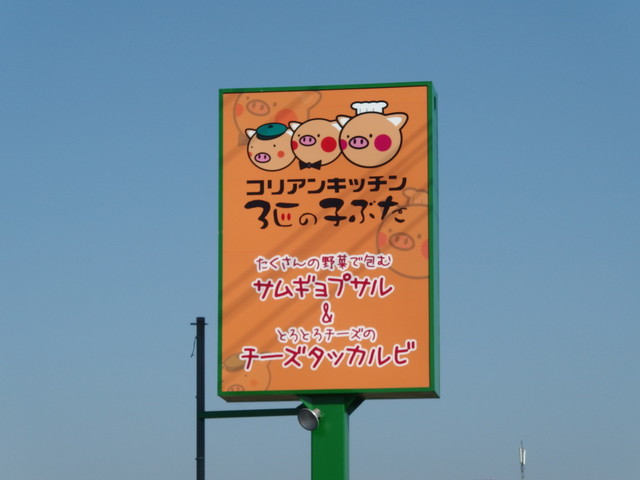 コリアンキッチン
3匹の子ぶた
たくさんの野菜で包む
サムギョプサル
&
とろとろチーズの
チーズタッカルビ